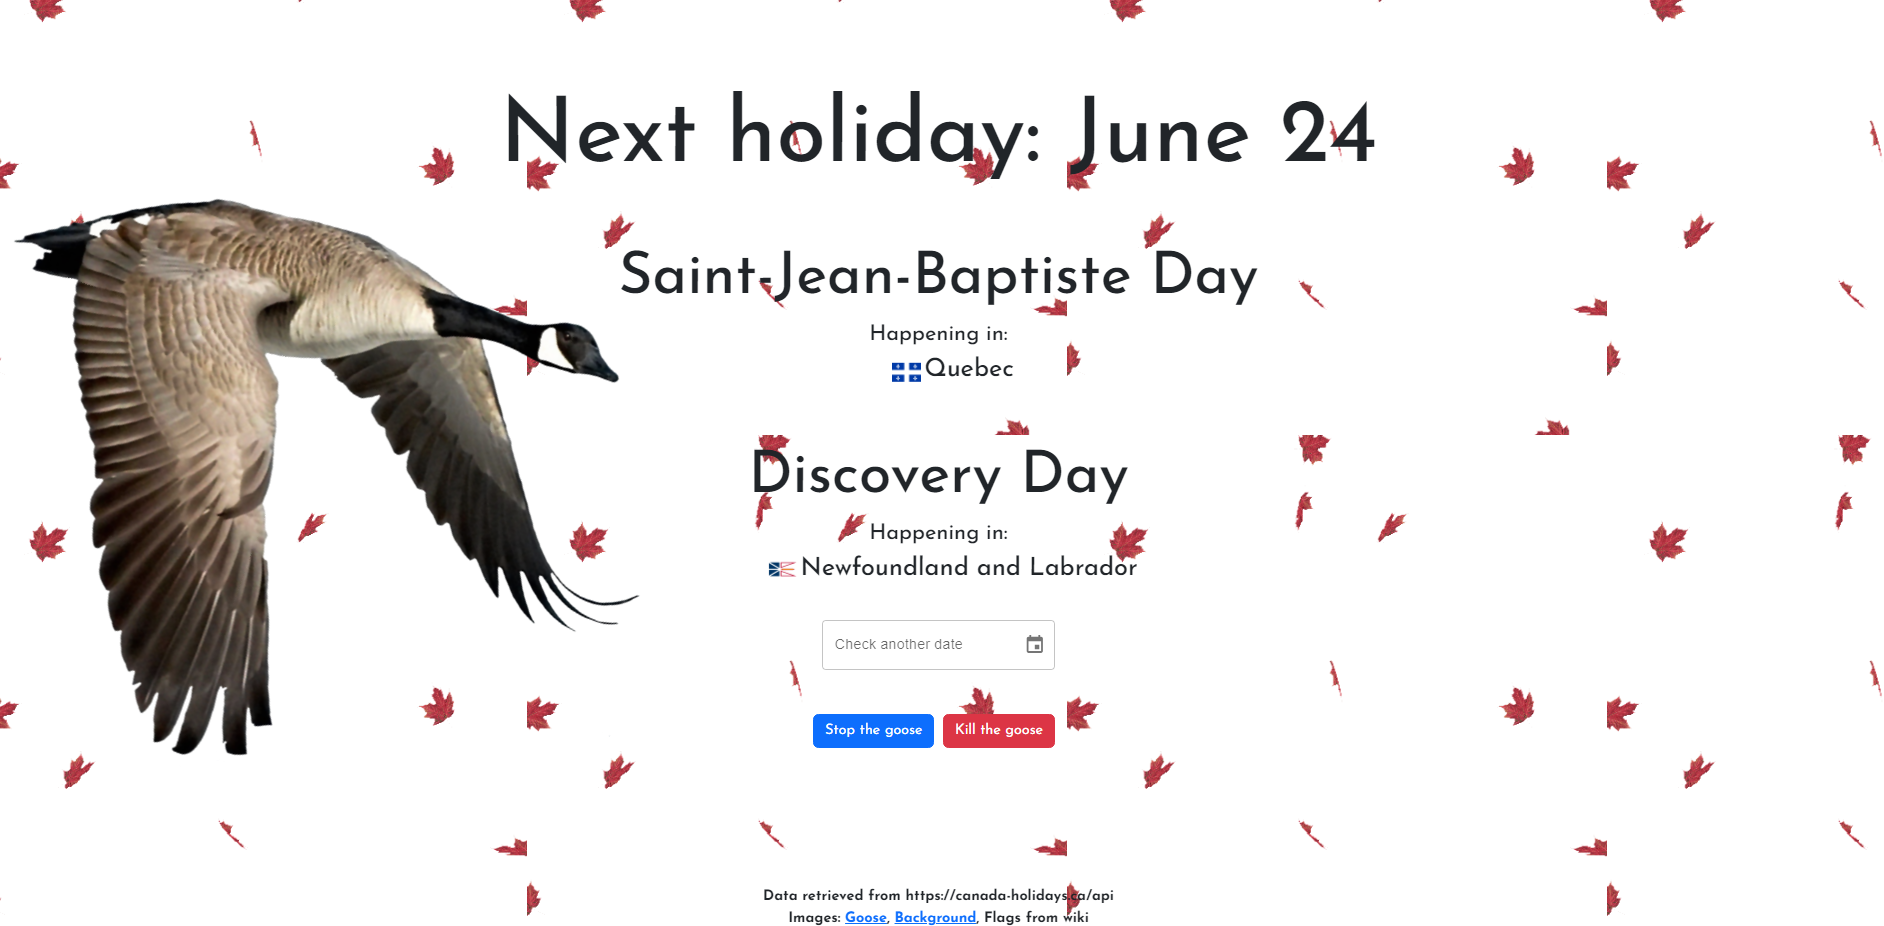 Next holiday: June 24
Saint-Jean-Baptiste Day
Happening in:
Quebec
Discovery Day
Happening in:
Newfoundland and Labrador
Check another date
Stop the goose Kill the goose
Data retrieved from https://canada-holidays.ca/api
Images: Goose, Background, Flags from wiki